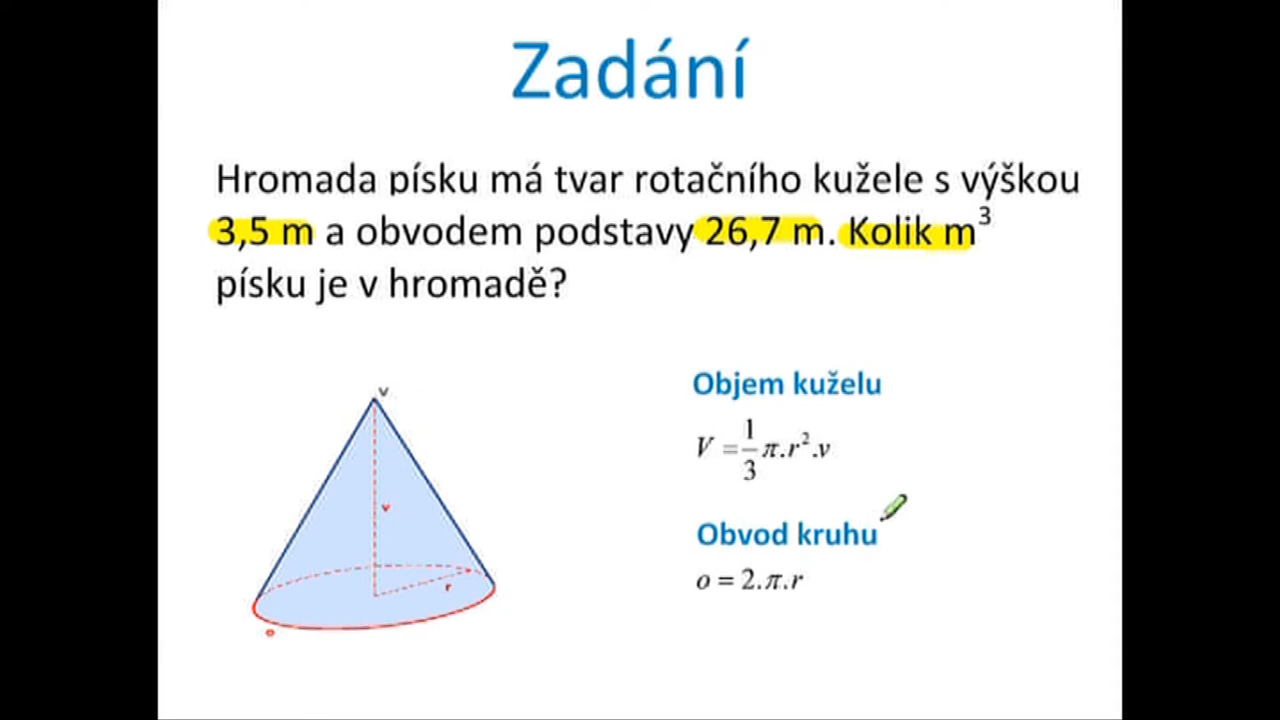 Zadání
Hromada písku má tvar rotačního kužele s výškou
3,5 m a obvodem podstavy 26,7 m. Kolik m³
písku je v hromadě?
V
v
r
o
Objem kuželu
V = 1/3 π.r².v
Obvod kruhu
o = 2.π.r